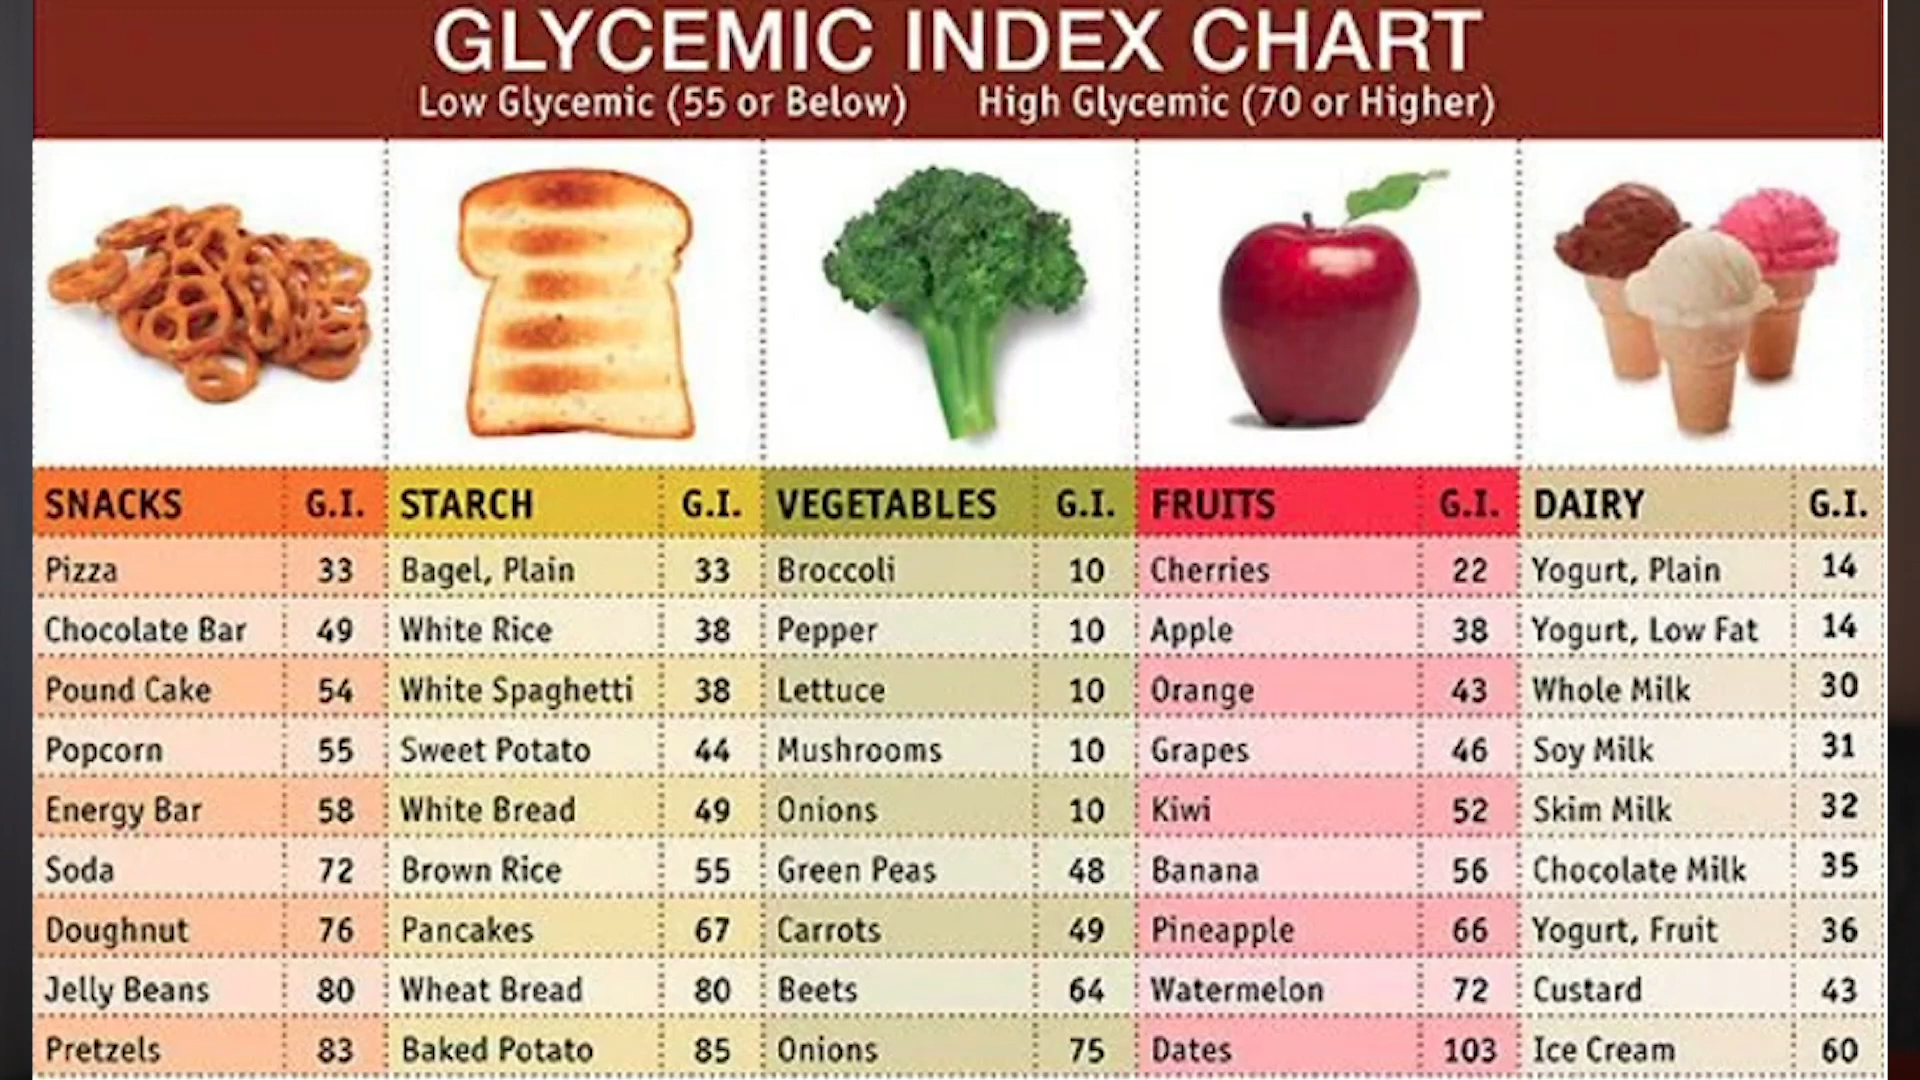 GLYCEMIC INDEX CHART
Low Glycemic (55 or Below) High Glycemic (70 or Higher)
SNACKS G.I. STARCH G.I. VEGETABLES G.I. FRUITS G.I. DAIRY G.I.
Pizza 33 Bagel, Plain 33 Broccoli 10 Cherries 22 Yogurt, Plain 14
Chocolate Bar 49 White Rice 38 Pepper 10 Apple 38 Yogurt, Low Fat 14
Pound Cake 54 White Spaghetti 38 Lettuce 10 Orange 43 Whole Milk 30
Popcorn 55 Sweet Potato 44 Mushrooms 10 Grapes 46 Soy Milk 31
Energy Bar 58 White Bread 49 Onions 10 Kiwi 52 Skim Milk 32
Soda 72 Brown Rice 55 Green Peas 48 Banana 56 Chocolate Milk 35
Doughnut 76 Pancakes 67 Carrots 49 Pineapple 66 Yogurt, Fruit 36
Jelly Beans 80 Wheat Bread 80 Beets 64 Watermelon 72 Custard 43
Pretzels 83 Baked Potato 85 Onions 75 Dates 103 Ice Cream 60